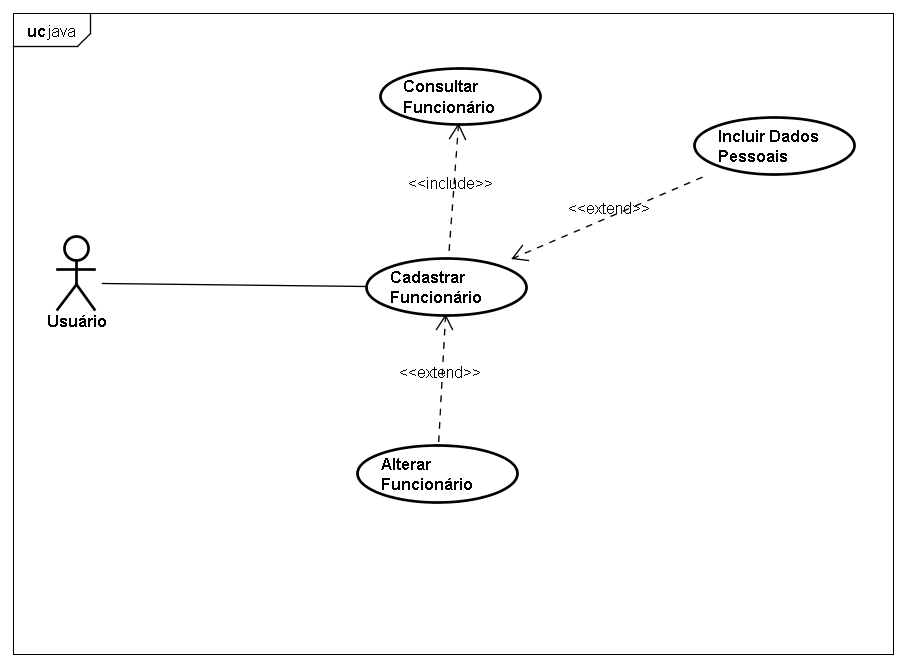 uc java
Consultar
Funcionário
Incluir Dados
Pessoais
<<include>>
<<extend>>
Cadastrar
Funcionário
Usuário
<<extend>>
Alterar
Funcionário